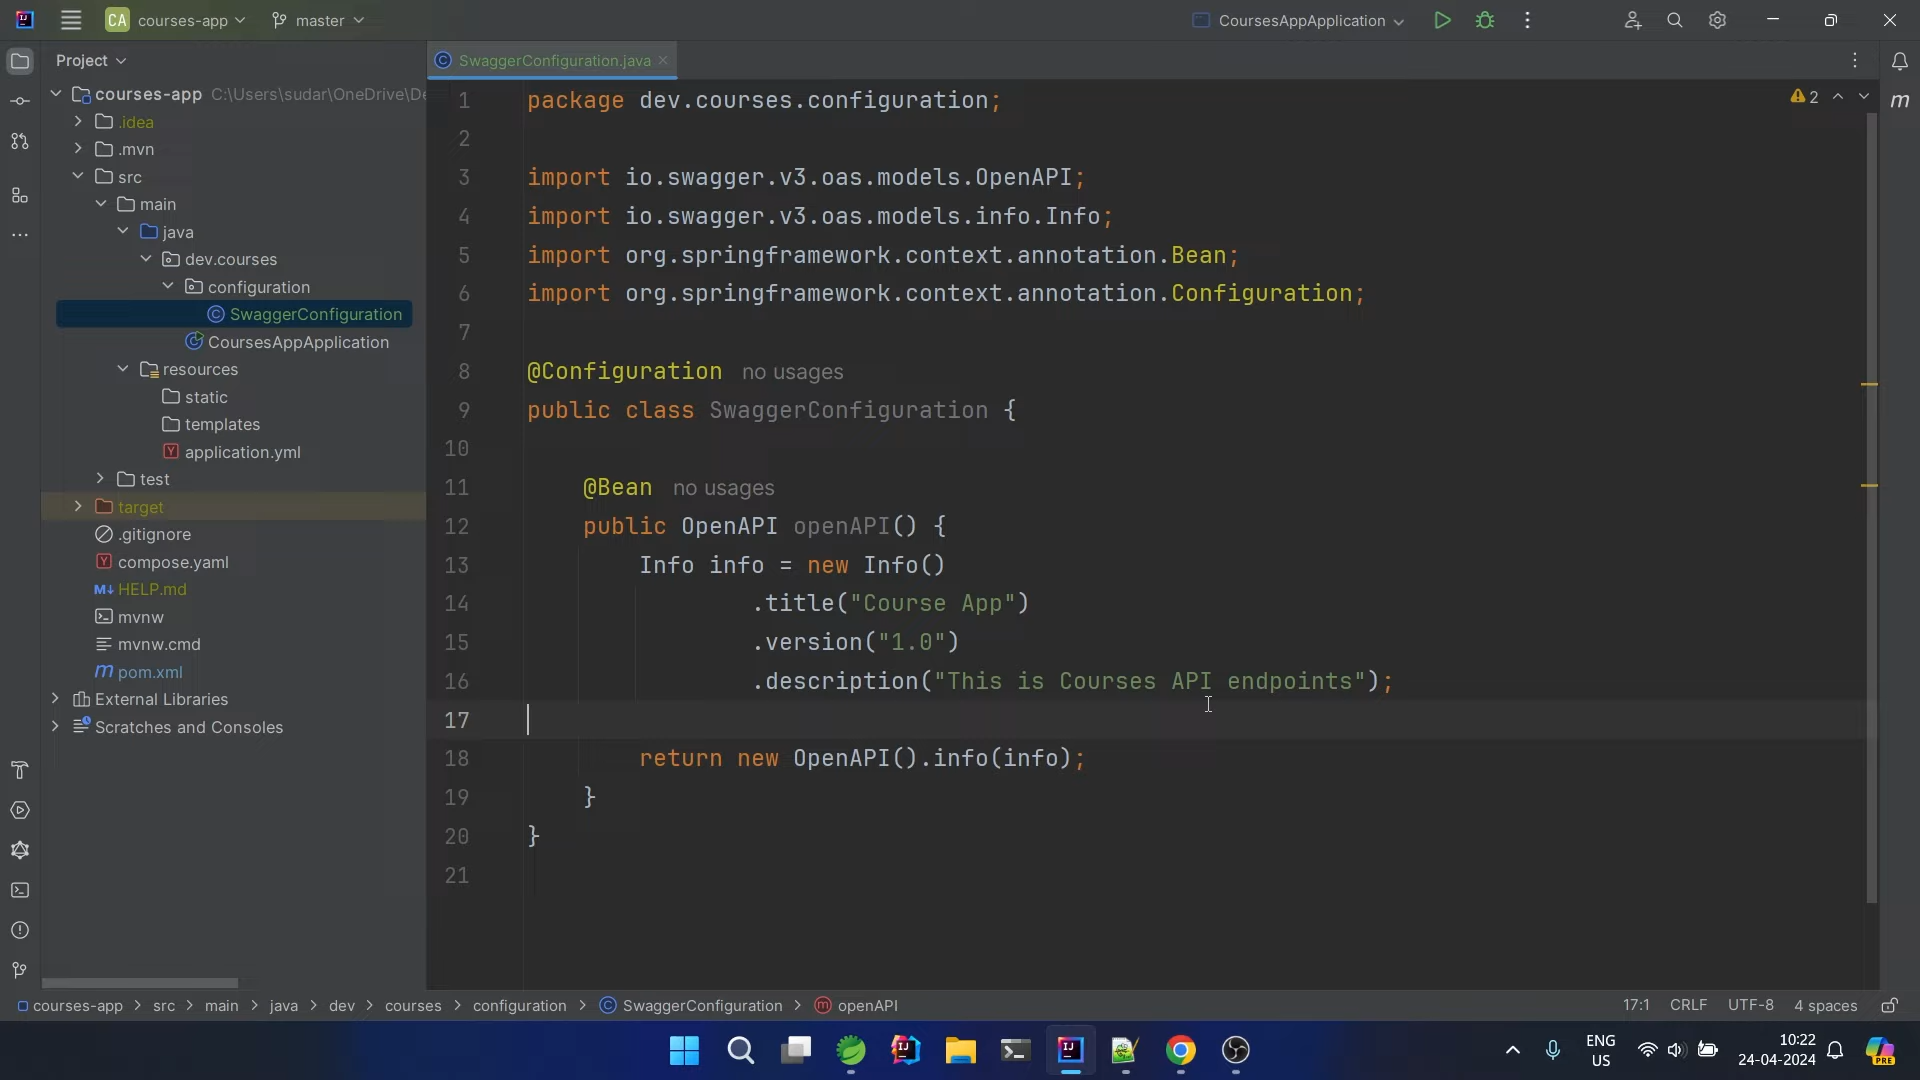 CA courses-app master CoursesAppApplication
Project
SwaggerConfiguration.java
courses-app C:\Users\sudar\OneDrive\De
.idea
.mvn
src
main
java
dev.courses
configuration
SwaggerConfiguration
CoursesAppApplication
resources
static
templates
application.yml
test
target
.gitignore
compose.yaml
HELP.md
mvnw
mvnw.cmd
pom.xml
External Libraries
Scratches and Consoles
2
1 package dev.courses.configuration;
2
3 import io.swagger.v3.oas.models.OpenAPI;
4 import io.swagger.v3.oas.models.info.Info;
5 import org.springframework.context.annotation.Bean;
6 import org.springframework.context.annotation.Configuration;
7
8 @Configuration no usages
9 public class SwaggerConfiguration {
10
11 @Bean no usages
12 public OpenAPI openAPI() {
13 Info info = new Info()
14 .title("Course App")
15 .version("1.0")
16 .description("This is Courses API endpoints");
17
18 return new OpenAPI().info(info);
19 }
20 }
21
courses-app > src > main > java > dev > courses > configuration > SwaggerConfiguration > openAPI
17:1 CRLF UTF-8 4 spaces
ENG
US
10:22
24-04-2024
PRE